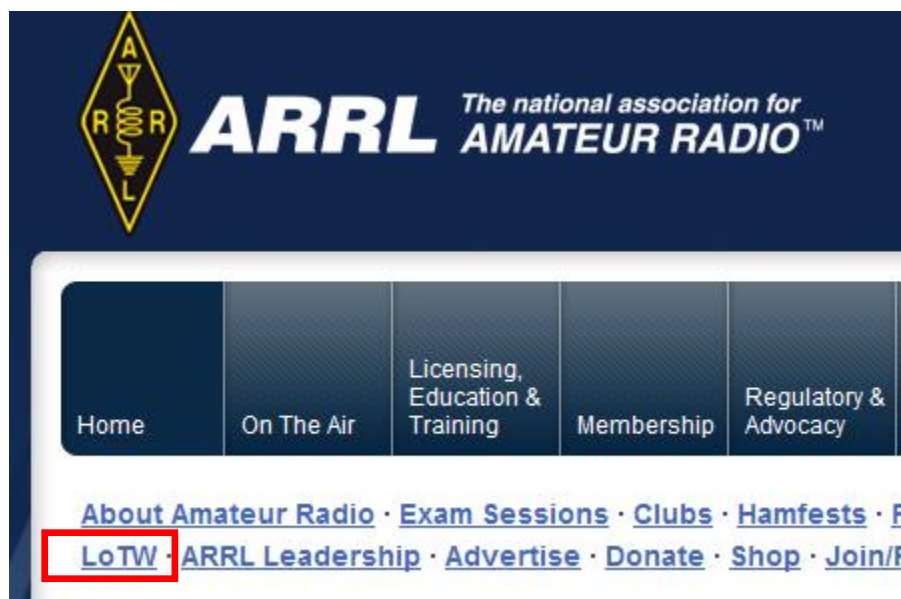 A
R R
L
ARRL The national association for
AMATEUR RADIO™
Home
On The Air
Licensing,
Education &
Training
Membership
Regulatory &
Advocacy
About Amateur Radio · Exam Sessions · Clubs · Hamfests ·
LoTW · ARRL Leadership · Advertise · Donate · Shop · Join/